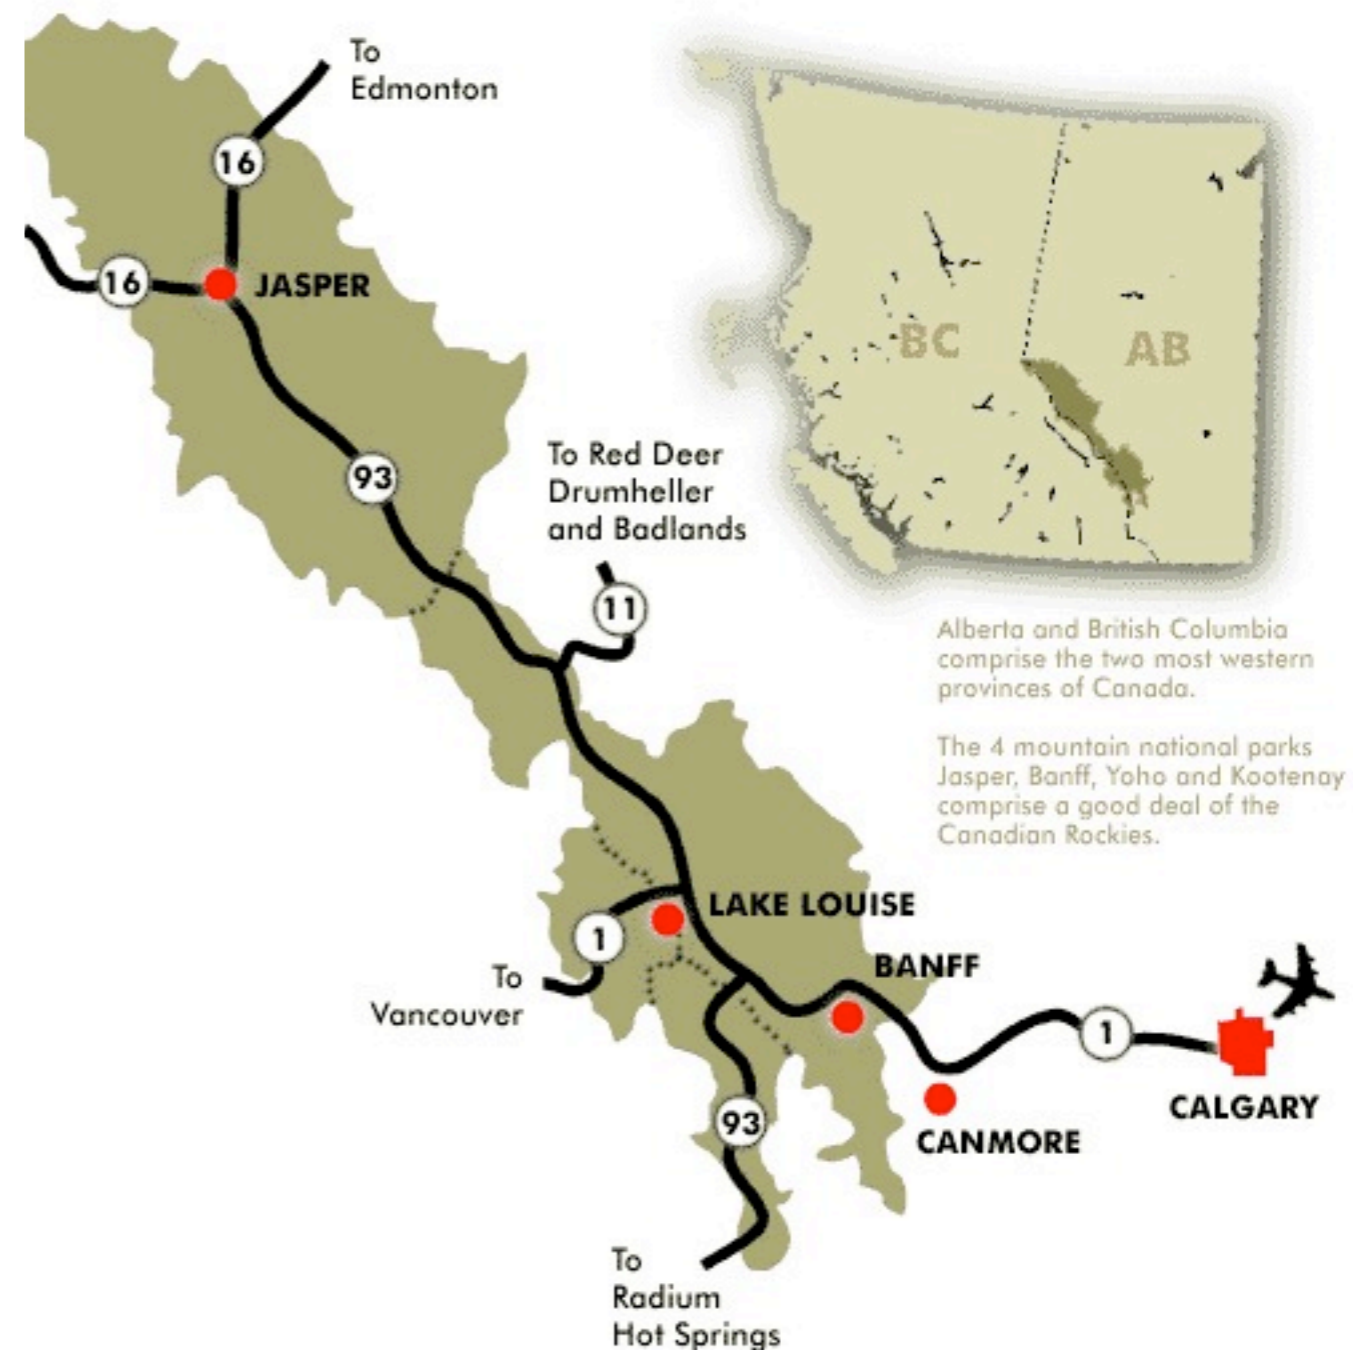 To
Edmonton
16
16
JASPER
BC
AB
93
To Red Deer
Drumheller
and Badlands
11
Alberta and British Columbia
comprise the two most western
provinces of Canada.
The 4 mountain national parks
Jasper, Banff, Yoho and Kootenay
comprise a good deal of the
Canadian Rockies.
LAKE LOUISE
1
BANFF
To
Vancouver
1
CALGARY
93
CANMORE
To
Radium
Hot Springs